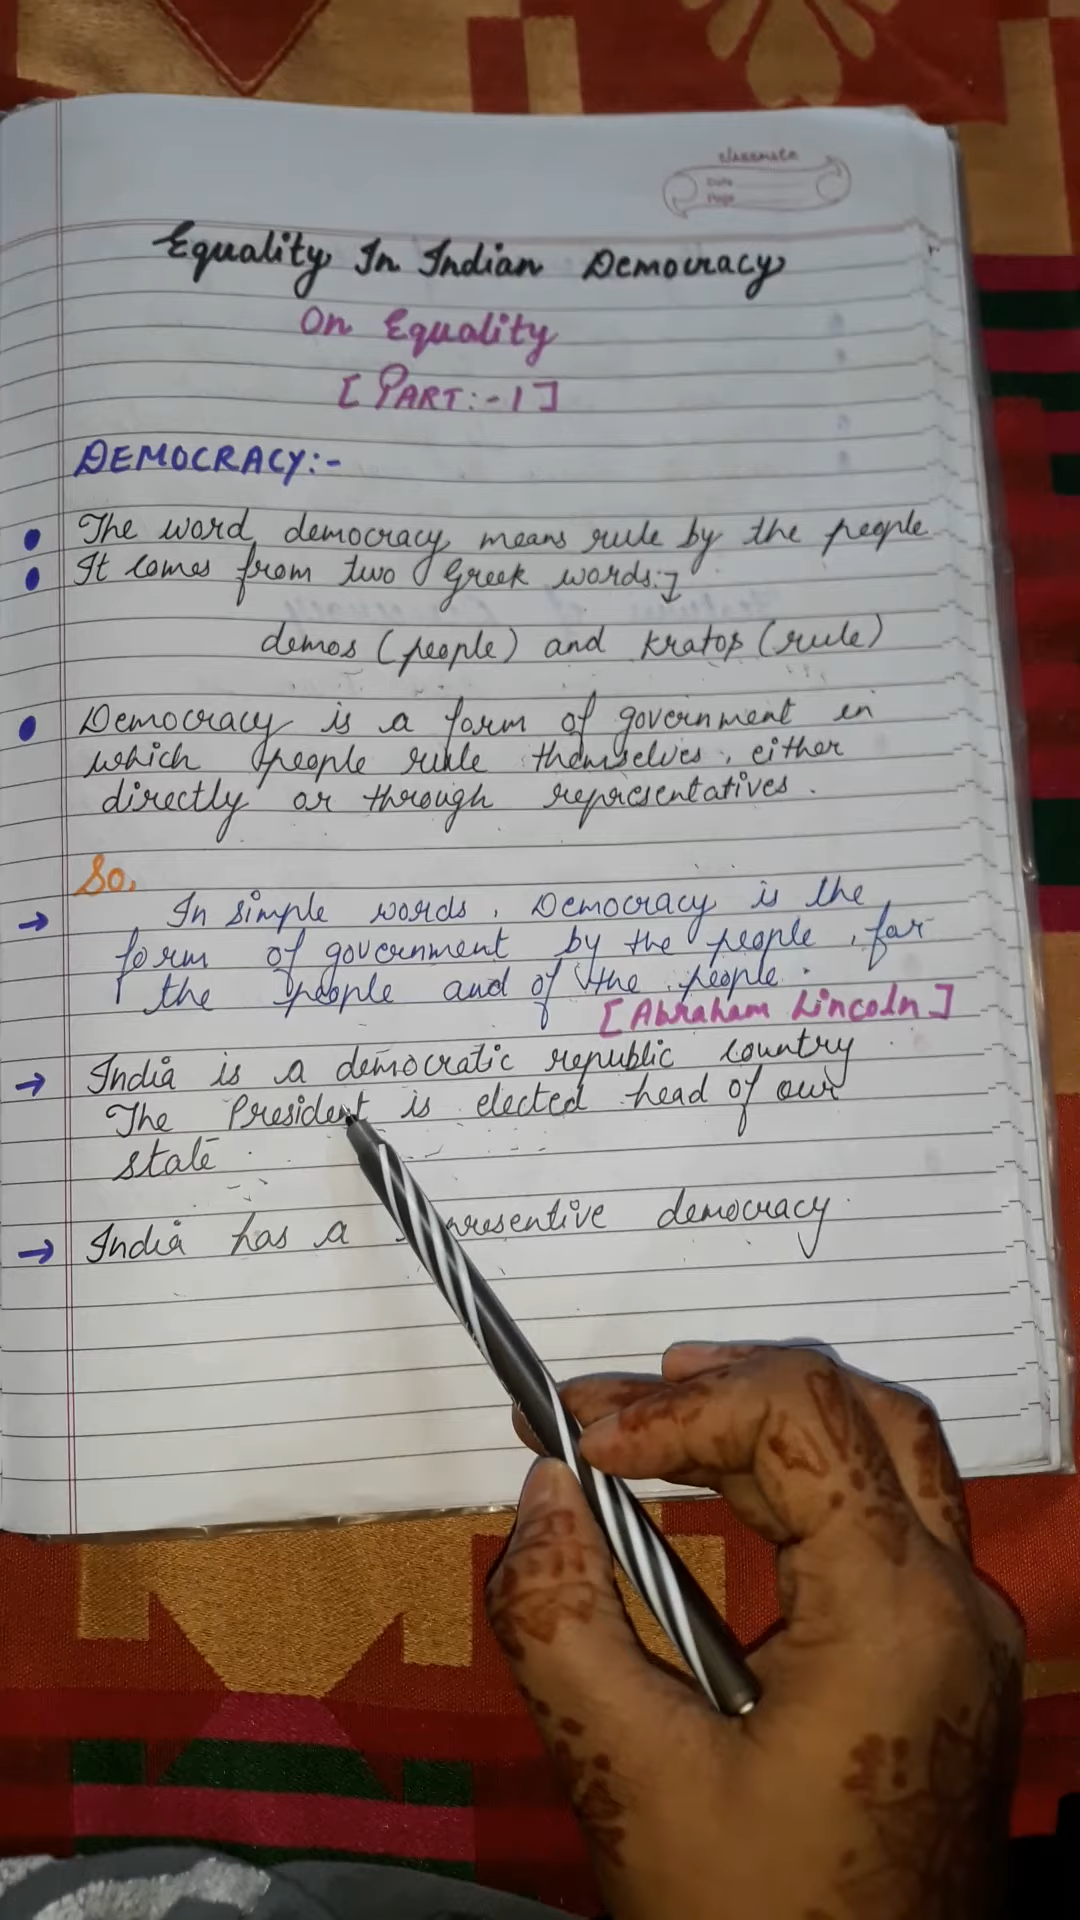 classmate
Date
Page
Equality In Indian Democracy
On Equality
[PART:-1]
DEMOCRACY:-
The word democracy means rule by the people
It comes from two Greek words:
demos (people) and kratos (rule)
Democracy is a form of government in
which people rule themselves, either
directly or through representatives.
So,
In simple words, Democracy is the
form of government by the people, for
the people and of the people.
[Abraham Lincoln]
India is a democratic republic country.
The President is elected head of our
state
India has a democracy.